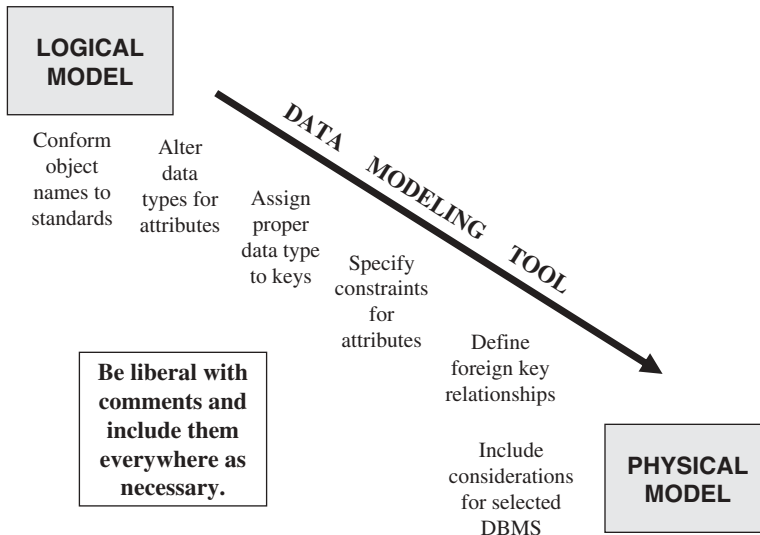 LOGICAL
MODEL
DATA MODELING TOOL
Conform
object
names to
standards
Alter
data
types for
attributes
Assign
proper
data type
to keys
Specify
constraints
for
attributes
Define
foreign key
relationships
Include
considerations
for selected
DBMS
Be liberal with
comments and
include them
everywhere as
necessary.
PHYSICAL
MODEL